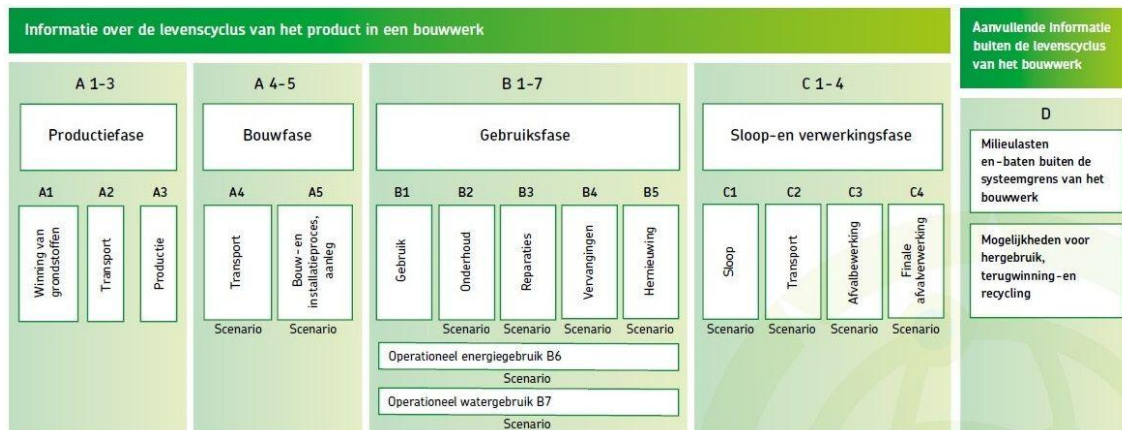 Informatie over de levenscyclus van het product in een bouwwerk
Aanvullende informatie
buiten de levenscyclus
van het bouwwerk
A 1-3
Productiefase
A1
A2
A3
Winning van
grondstoffen
Transport
Productie
A 4-5
Bouwfase
A4
A5
Transport
Bouw- en
installatieproces,
aanleg
Scenario
Scenario
B 1-7
Gebruiksfase
B1
B2
B3
B4
B5
Gebruik
Onderhoud
Reparaties
Vervangingen
Hernieuwing
Scenario
Scenario
Scenario
Scenario
Operationeel energiegebruik B6
Scenario
Operationeel watergebruik B7
Scenario
C 1-4
Sloop-en verwerkingsfase
C1
C2
C3
C4
Sloop
Transport
Afvalbewerking
Finale
afvalverwerking
Scenario
Scenario
Scenario
Scenario
D
Milieulasten
en-baten buiten de
systeemgrens van het
bouwwerk
Mogelijkheden voor
hergebruik,
terugwinning-en
recycling